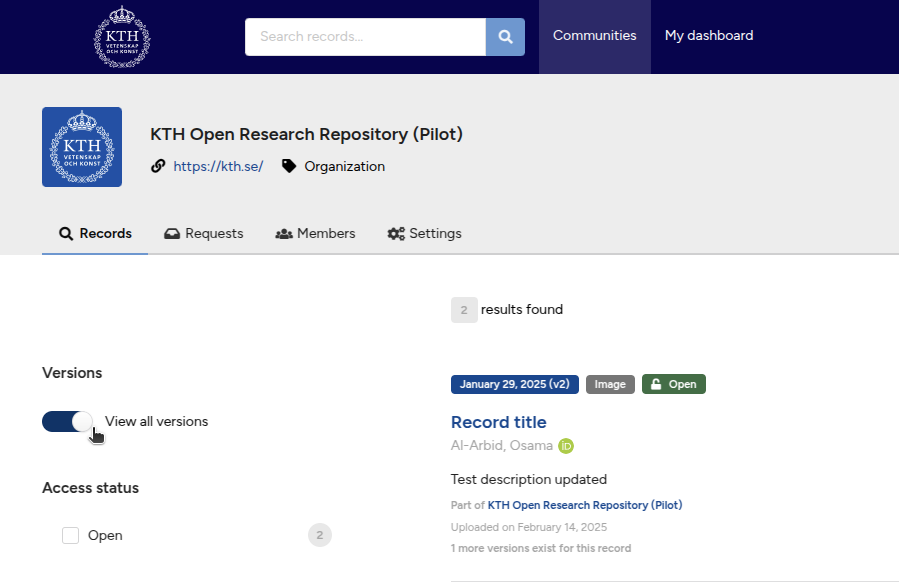 KTH
VETENSKAP
OCH KONST
Search records...
Communities
My dashboard
KTH
VETENSKAP
OCH KONST
KTH Open Research Repository (Pilot)
https://kth.se/
Organization
Records
Requests
Members
Settings
2 results found
Versions
View all versions
Access status
Open 2
January 29, 2025 (v2) Image Open
Record title
Al-Arbid, Osama iD
Test description updated
Part of KTH Open Research Repository (Pilot)
Uploaded on February 14, 2025
1 more versions exist for this record